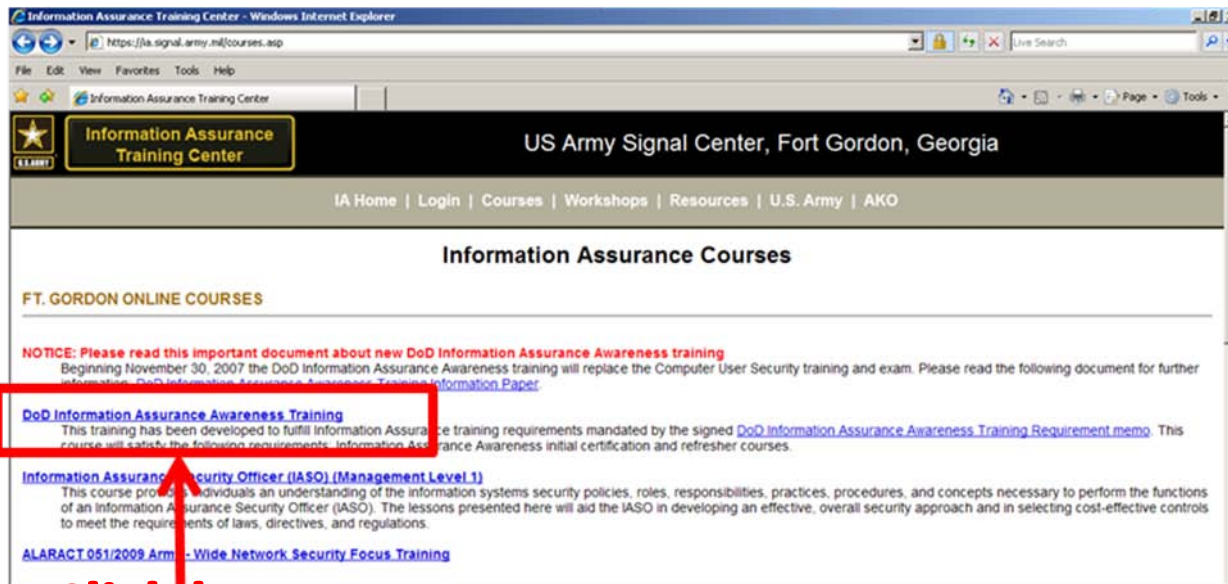 Information Assurance Training Center - Windows Internet Explorer
https://ia.signal.army.mil/courses.asp
Live Search
File Edit View Favorites Tools Help
Information Assurance Training Center
Page Tools
U.S. ARMY
Information Assurance
Training Center
US Army Signal Center, Fort Gordon, Georgia
IA Home | Login | Courses | Workshops | Resources | U.S. Army | AKO
Information Assurance Courses
FT. GORDON ONLINE COURSES
NOTICE: Please read this important document about new DoD Information Assurance Awareness training
Beginning November 30, 2007 the DoD Information Assurance Awareness training will replace the Computer User Security training and exam. Please read the following document for further
information. DoD Information Assurance Awareness Training Information Paper.
DoD Information Assurance Awareness Training
This training has been developed to fulfill Information Assurance training requirements mandated by the signed DoD Information Assurance Awareness Training Requirement memo. This
course will satisfy the following requirements. Information Assurance Awareness initial certification and refresher courses.
Information Assurance Security Officer (IASO) (Management Level 1)
This course provides individuals an understanding of the information systems security policies, roles, responsibilities, practices, procedures, and concepts necessary to perform the functions
of an Information Assurance Security Officer (IASO). The lessons presented here will aid the IASO in developing an effective, overall security approach and in selecting cost-effective controls
to meet the requirements of laws, directives, and regulations.
ALARACT 051/2009 Army - Wide Network Security Focus Training